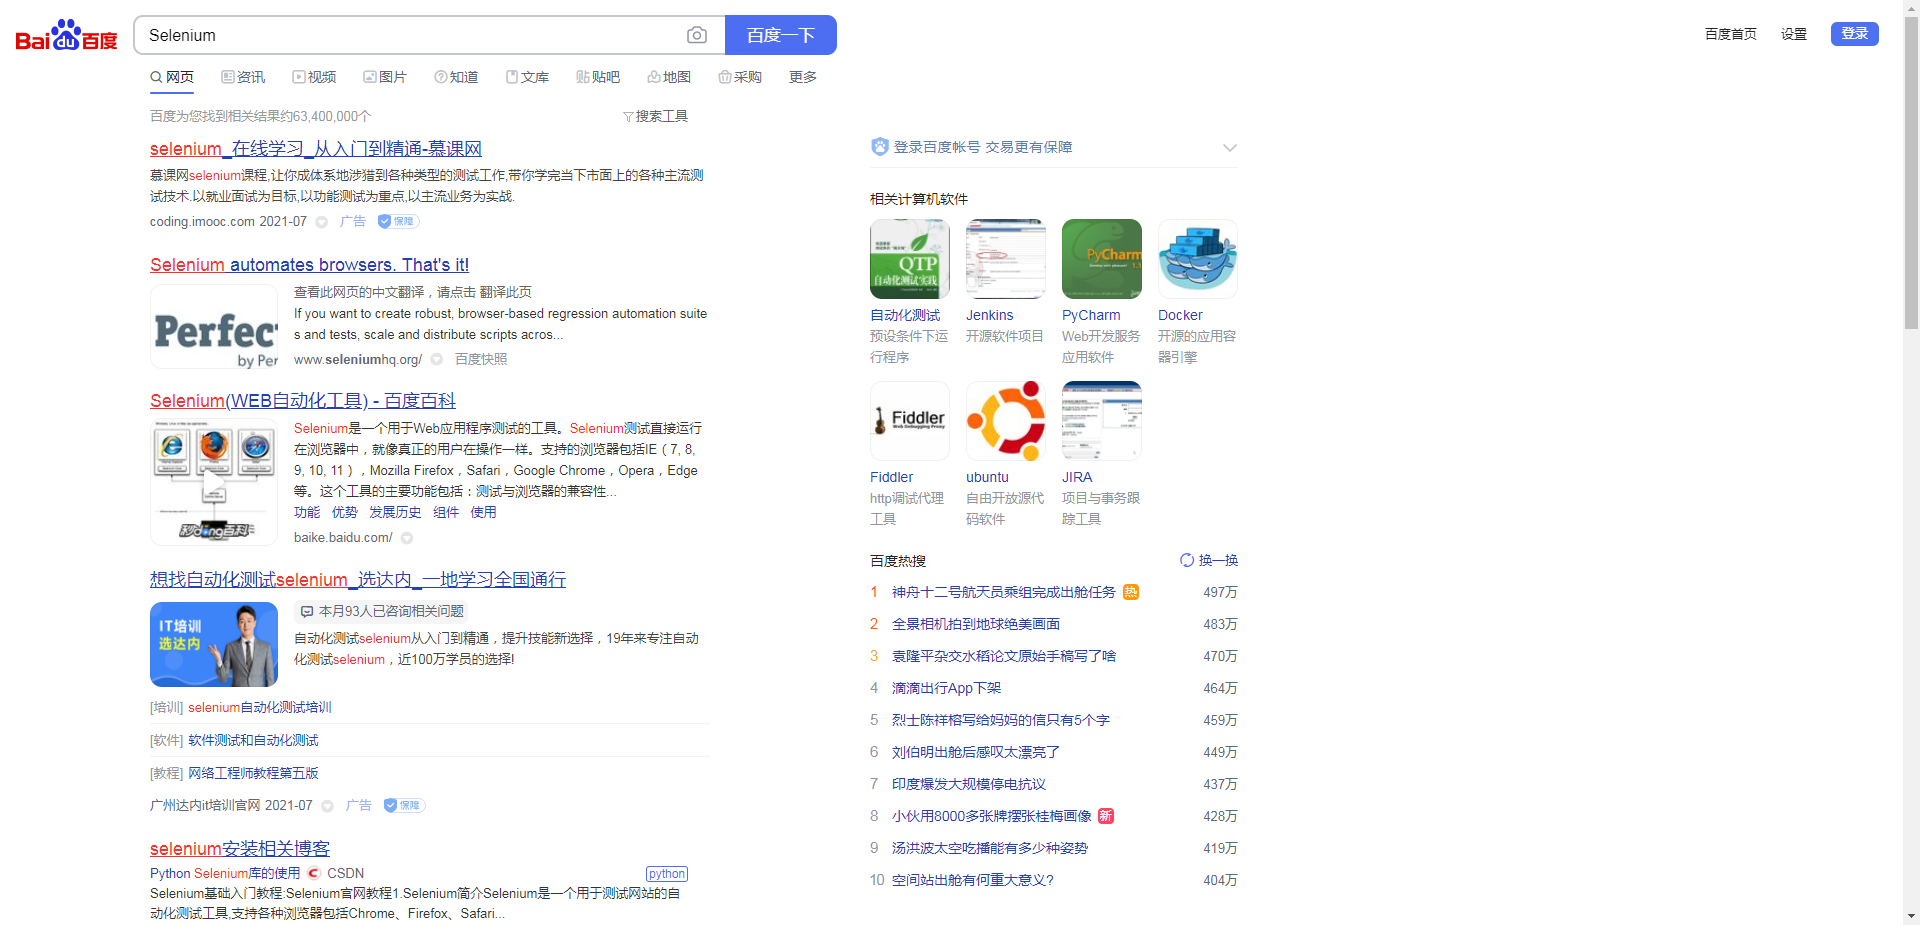 Bai du 百度
Selenium
百度一下
百度首页 设置 登录
网页 资讯 视频 图片 知道 文库 贴吧 地图 采购 更多
百度为您找到相关结果约63,400,000个
搜索工具
selenium_在线学习_从入门到精通-慕课网
慕课网selenium课程,让你成体系地涉猎到各种类型的测试工作,带你学完当下市面上的各种主流测
试技术.以就业面试为目标,以功能测试为重点,以主流业务为实战.
coding.imooc.com 2021-07 广告 保障
Selenium automates browsers. That's it!
Perfec
by Per
查看此网页的中文翻译，请点击 翻译此页
If you want to create robust, browser-based regression automation suite
s and tests, scale and distribute scripts acros...
www.seleniumhq.org/ 百度快照
Selenium(WEB自动化工具) - 百度百科
秒dong百科
Selenium是一个用于Web应用程序测试的工具。Selenium测试直接运行
在浏览器中，就像真正的用户在操作一样。支持的浏览器包括IE（7, 8,
9, 10, 11），Mozilla Firefox，Safari，Google Chrome，Opera，Edge
等。这个工具的主要功能包括：测试与浏览器的兼容性...
功能 优势 发展历史 组件 使用
baike.baidu.com/
想找自动化测试selenium_选达内_一地学习全国通行
IT培训
选达内
本月93人已咨询相关问题
自动化测试selenium从入门到精通，提升技能新选择，19年来专注自动
化测试selenium，近100万学员的选择!
[培训] selenium自动化测试培训
[软件] 软件测试和自动化测试
[教程] 网络工程师教程第五版
广州达内it培训官网 2021-07 广告 保障
selenium安装相关博客
Python Selenium库的使用 CSDN python
Selenium基础入门教程:Selenium官网教程1.Selenium简介Selenium是一个用于测试网站的自
动化测试工具,支持各种浏览器包括Chrome、Firefox、Safari...
登录百度帐号 交易更有保障
相关计算机软件
QTP
自动化测试实践
PyCharm
自动化测试
预设条件下运
行程序
Jenkins
开源软件项目
PyCharm
Web开发服务
应用软件
Docker
开源的应用容
器引擎
Fiddler
Web Debugging Proxy
Fiddler
http调试代理
工具
ubuntu
自由开放源代
码软件
JIRA
项目与事务跟
踪工具
百度热搜 换一换
1 神舟十二号航天员乘组完成出舱任务 热 497万
2 全景相机拍到地球绝美画面 483万
3 袁隆平杂交水稻论文原始手稿写了啥 470万
4 滴滴出行App下架 464万
5 烈士陈祥榕写给妈妈的信只有5个字 459万
6 刘伯明出舱后感叹太漂亮了 449万
7 印度爆发大规模停电抗议 437万
8 小伙用8000多张牌摆张桂梅画像 新 428万
9 汤洪波太空吃播能有多少种姿势 419万
10 空间站出舱有何重大意义? 404万